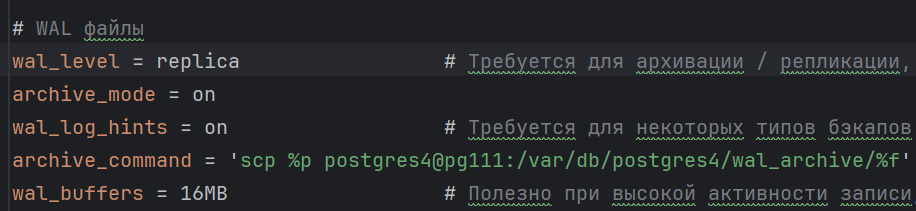 # WAL файлы
wal_level = replica # Требуется для архивации / репликации,
archive_mode = on
wal_log_hints = on # Требуется для некоторых типов бэкапов
archive_command = 'scp %p postgres4@pg111:/var/db/postgres4/wal_archive/%f'
wal_buffers = 16MB # Полезно при высокой активности записи